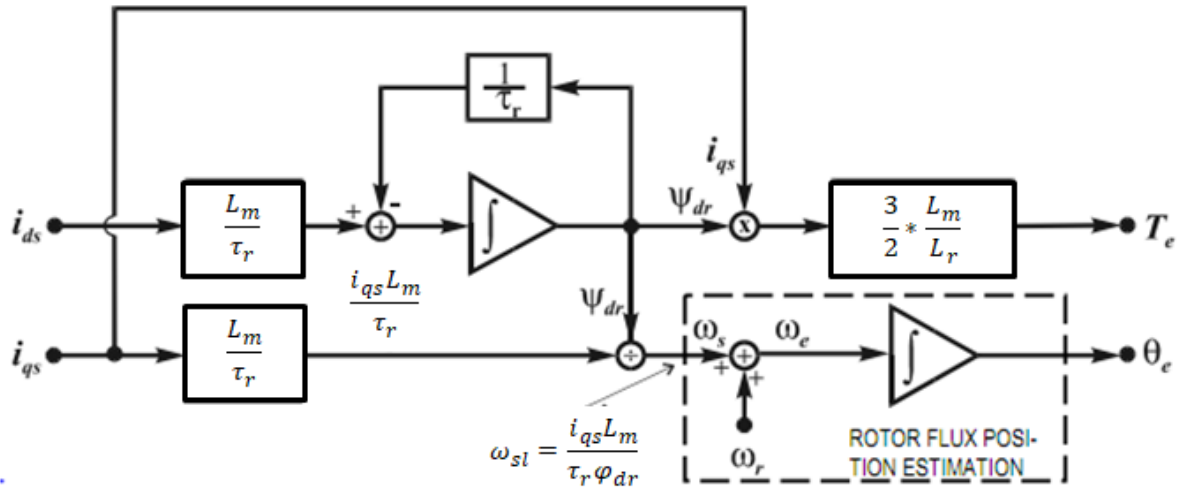 1
τr
iqs
ids
Lm
τr
+
-
+
∫
ψdr
x
3/2 * Lm/Lr
Te
iqs Lm
τr
ψdr
iqs
Lm
τr
÷
ωs
+
+
+
ωe
∫
θe
ωsl = iqs Lm / τr φdr
ωr
ROTOR FLUX POSI-
TION ESTIMATION